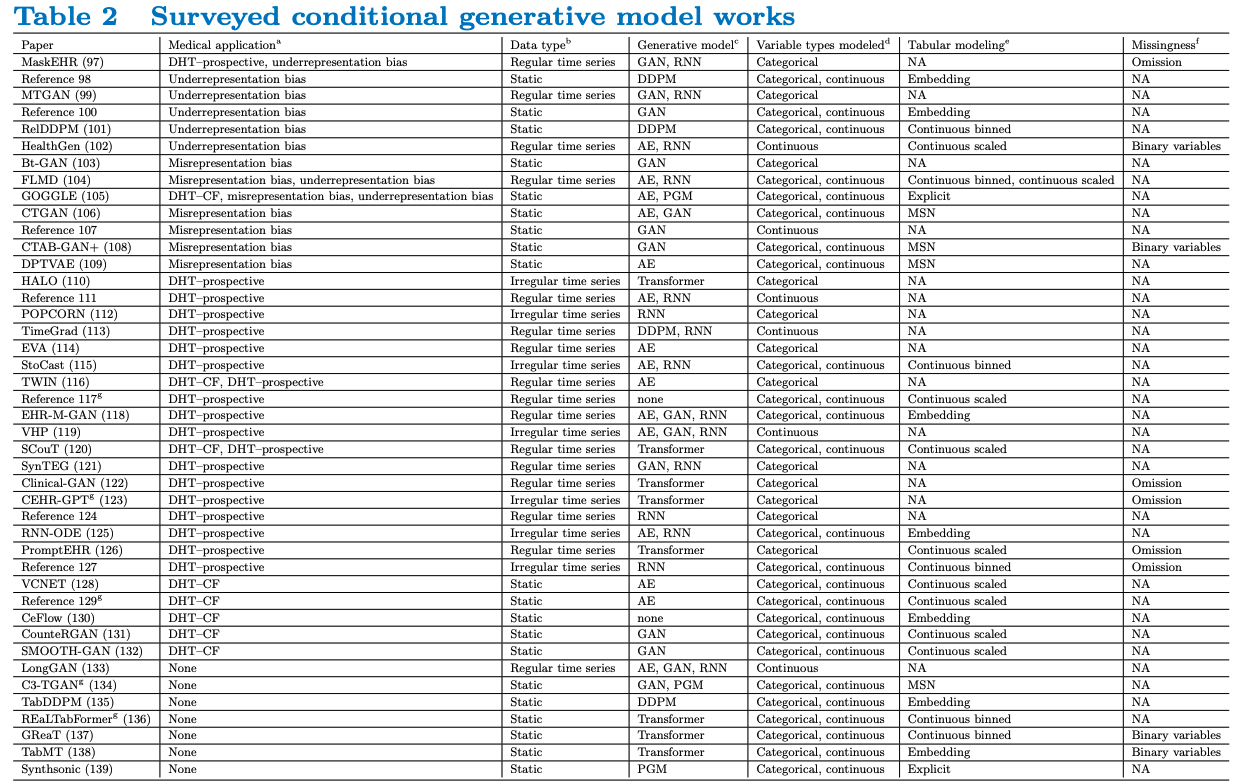 Table 2 Surveyed conditional generative model works
Paper Medical applicationᵃ Data typeᵇ Generative modelᶜ Variable types modeledᵈ Tabular modelingᵉ Missingnessᶠ
MaskEHR (97) DHT–prospective, underrepresentation bias Regular time series GAN, RNN Categorical NA Omission
Reference 98 Underrepresentation bias Static DDPM Categorical, continuous Embedding NA
MTGAN (99) Underrepresentation bias Regular time series GAN, RNN Categorical NA NA
Reference 100 Underrepresentation bias Static GAN Categorical, continuous Embedding NA
RelDDPM (101) Underrepresentation bias Static DDPM Categorical, continuous Continuous binned NA
HealthGen (102) Underrepresentation bias Regular time series AE, RNN Continuous Continuous scaled Binary variables
Bt-GAN (103) Misrepresentation bias Static GAN Categorical NA NA
FLMD (104) Misrepresentation bias, underrepresentation bias Regular time series AE, RNN Categorical, continuous Continuous binned, continuous scaled NA
GOGGLE (105) DHT–CF, misrepresentation bias, underrepresentation bias Static AE, PGM Categorical, continuous Explicit NA
CTGAN (106) Misrepresentation bias Static AE, GAN Categorical, continuous MSN NA
Reference 107 Misrepresentation bias Static GAN Continuous NA NA
CTAB-GAN+ (108) Misrepresentation bias Static GAN Categorical, continuous MSN Binary variables
DPTVAE (109) Misrepresentation bias Static AE Categorical, continuous MSN NA
HALO (110) DHT–prospective Irregular time series Transformer Categorical NA NA
Reference 111 DHT–prospective Regular time series AE, RNN Continuous NA NA
POPCORN (112) DHT–prospective Irregular time series RNN Categorical NA NA
TimeGrad (113) DHT–prospective Regular time series DDPM, RNN Continuous NA NA
EVA (114) DHT–prospective Regular time series AE Categorical NA NA
StoCast (115) DHT–prospective Irregular time series AE, RNN Categorical, continuous Continuous binned NA
TWIN (116) DHT–CF, DHT–prospective Regular time series AE Categorical NA NA
Reference 117ᵍ DHT–prospective Regular time series none Categorical, continuous Continuous scaled NA
EHR-M-GAN (118) DHT–prospective Regular time series AE, GAN, RNN Categorical, continuous Embedding NA
VHP (119) DHT–prospective Irregular time series AE, GAN, RNN Continuous NA NA
SCouT (120) DHT–CF, DHT–prospective Regular time series Transformer Categorical, continuous Continuous scaled NA
SynTEG (121) DHT–prospective Regular time series GAN, RNN Categorical NA NA
Clinical-GAN (122) DHT–prospective Regular time series Transformer Categorical NA Omission
CEHR-GPTᵍ (123) DHT–prospective Irregular time series Transformer Categorical NA Omission
Reference 124 DHT–prospective Regular time series RNN Categorical NA NA
RNN-ODE (125) DHT–prospective Irregular time series AE, RNN Categorical, continuous Embedding NA
PromptEHR (126) DHT–prospective Regular time series Transformer Categorical Continuous scaled Omission
Reference 127 DHT–prospective Irregular time series RNN Categorical, continuous Continuous binned Omission
VCNET (128) DHT–CF Static AE Categorical, continuous Continuous scaled NA
Reference 129ᵍ DHT–CF Static AE Categorical, continuous Continuous scaled NA
CeFlow (130) DHT–CF Static none Categorical, continuous Embedding NA
CounteRGAN (131) DHT–CF Static GAN Categorical, continuous Continuous scaled NA
SMOOTH-GAN (132) DHT–CF Static GAN Categorical, continuous Continuous scaled NA
LongGAN (133) None Regular time series AE, GAN, RNN Continuous NA NA
C3-TGANᵍ (134) None Static GAN, PGM Categorical, continuous MSN NA
TabDDPM (135) None Static DDPM Categorical, continuous Embedding NA
REaLTabFormerᵍ (136) None Static Transformer Categorical, continuous Continuous binned NA
GReaT (137) None Static Transformer Categorical, continuous Continuous binned Binary variables
TabMT (138) None Static Transformer Categorical, continuous Embedding Binary variables
Synthsonic (139) None Static PGM Categorical, continuous Explicit NA